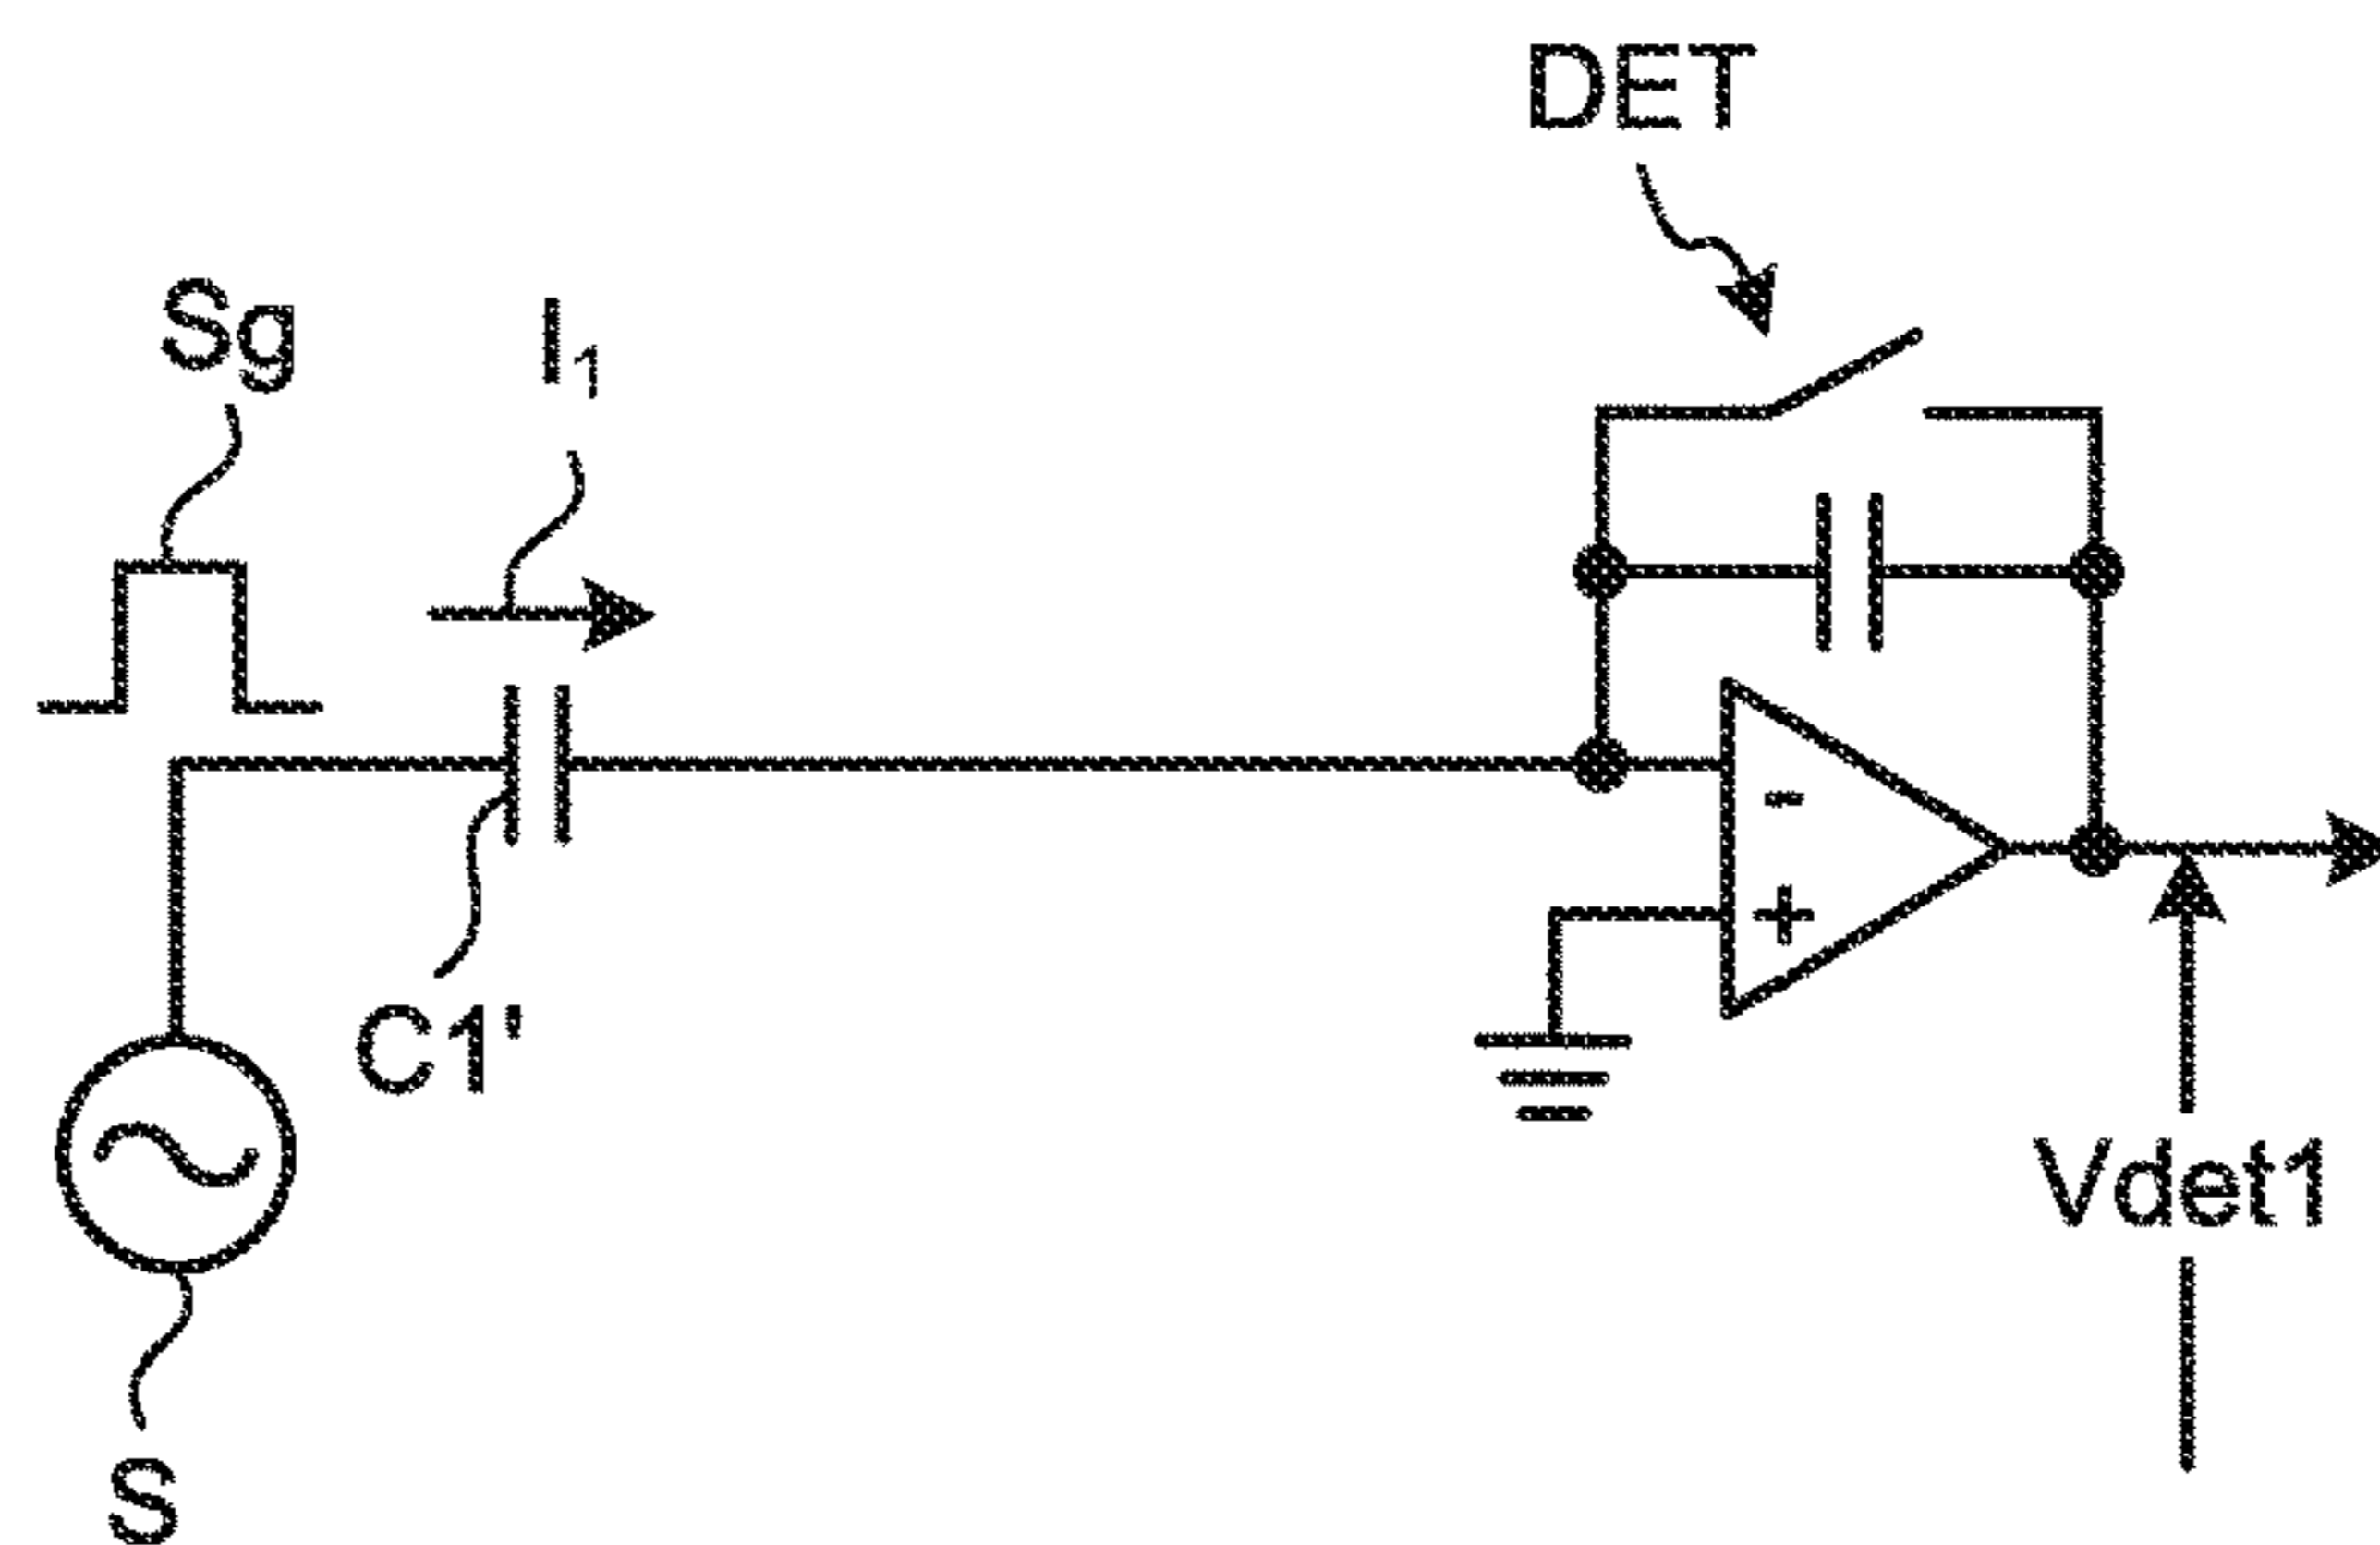 DET
Sg
I₁
-
+
C1'
Vdet1
S